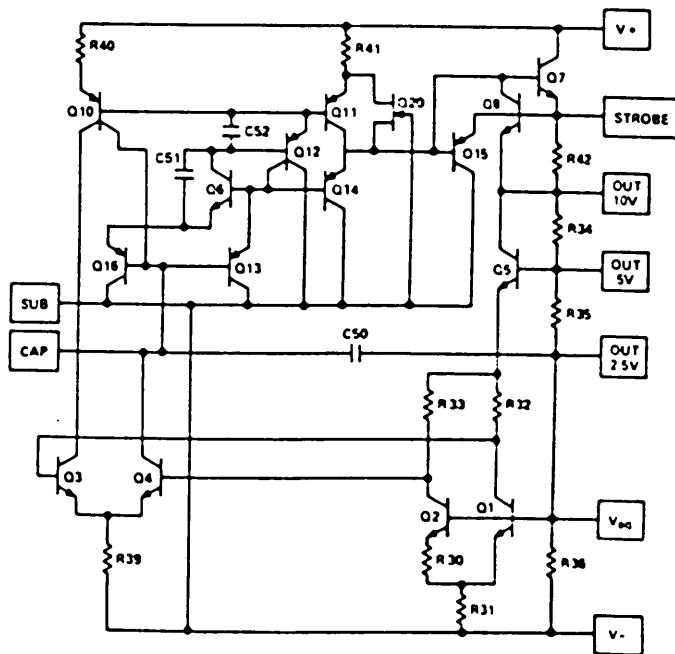 R40
R41
V+
Q7
Q10
Q11
Q20
Q8
STROBE
C52
Q12
Q15
C51
R42
Q6
Q14
OUT
10V
R34
Q16
Q13
Q5
OUT
5V
SUB
R35
CAP
C50
OUT
2.5V
R33
R32
Q3
Q4
Q2
Q1
R39
R30
R36
R31
V-